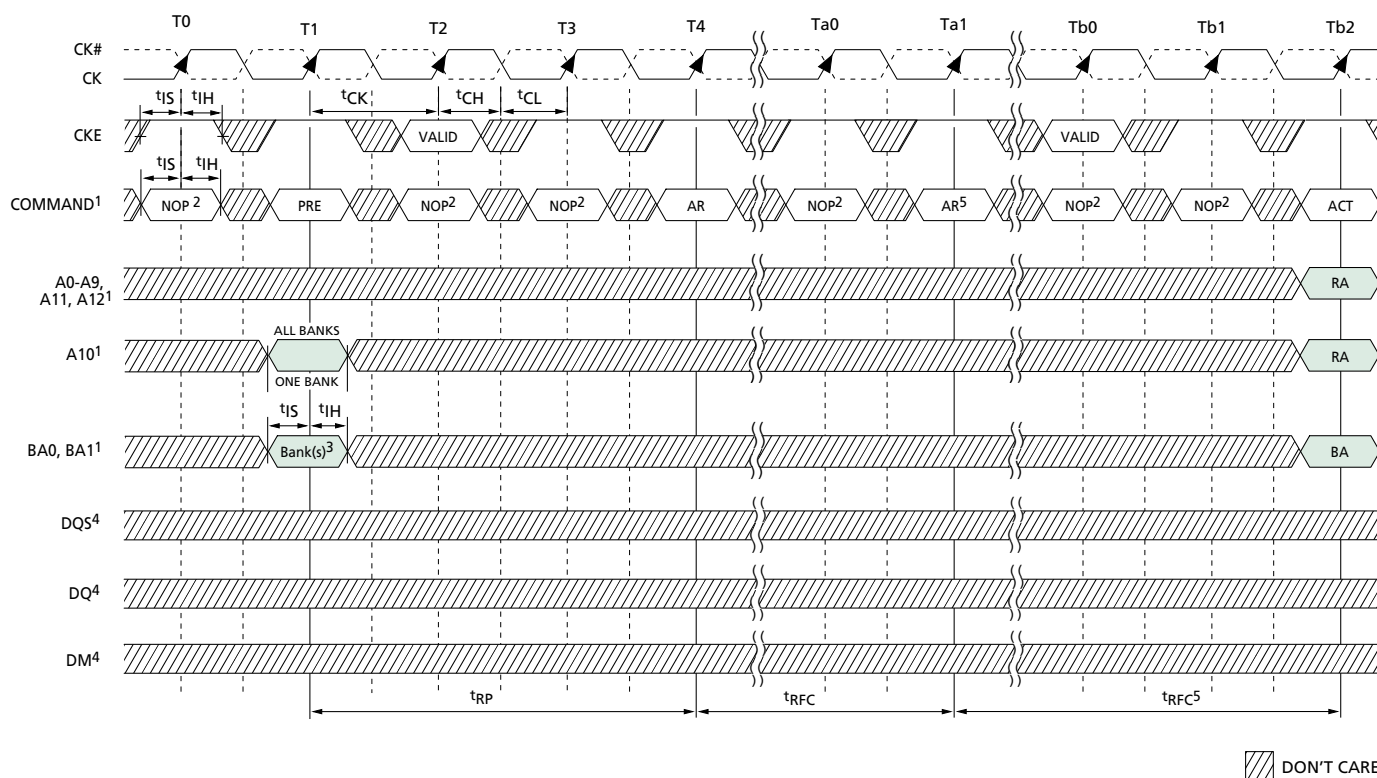 T0 T1 T2 T3 T4 Ta0 Ta1 Tb0 Tb1 Tb2
CK#
CK
tIS tIH tCK tCH tCL
CKE VALID VALID
tIS tIH
COMMAND1 NOP 2 PRE NOP2 NOP2 AR NOP2 AR5 NOP2 NOP2 ACT
A0-A9,
A11, A121 RA
ALL BANKS
A101 RA
ONE BANK
tIS tIH
BA0, BA11 Bank(s)3 BA
DQS4
DQ4
DM4
tRP tRFC tRFC5
DON'T CARE